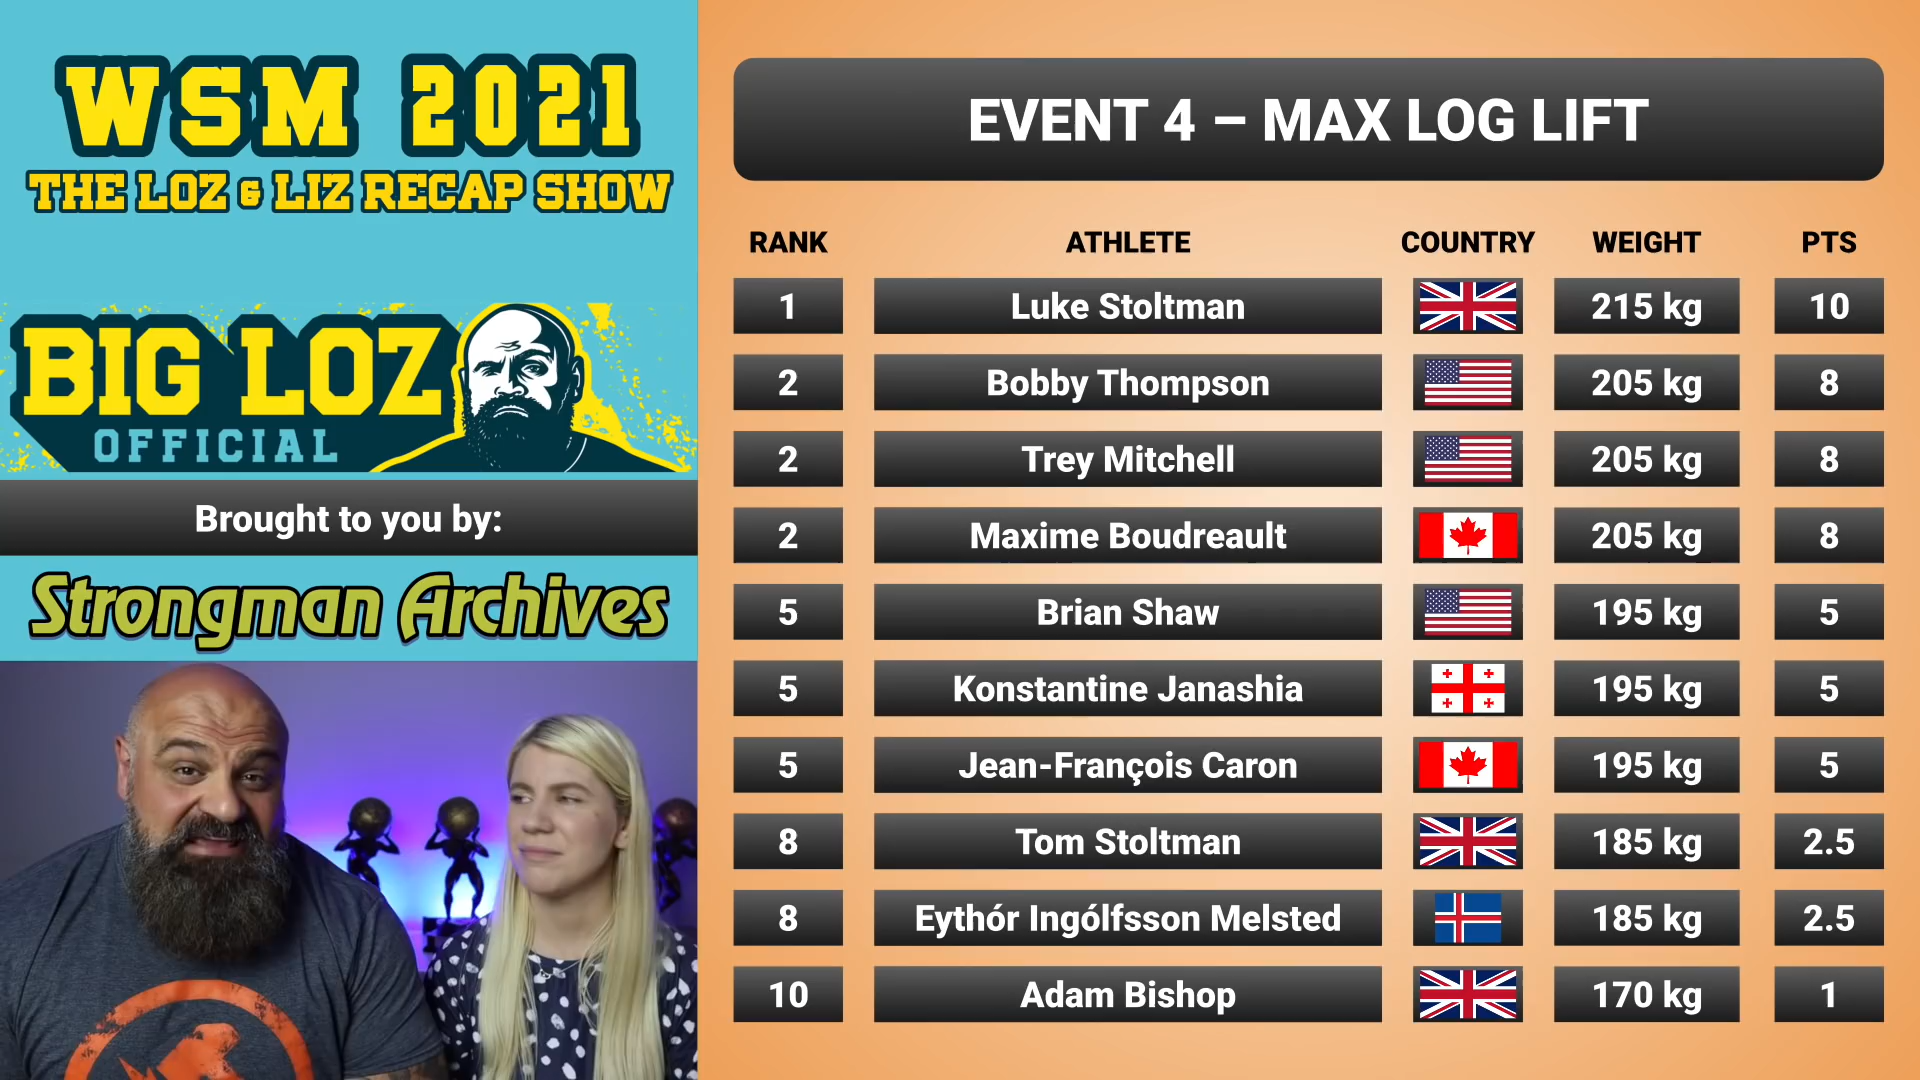 WSM 2021
THE LOZ & LIZ RECAP SHOW
BIG LOZ
OFFICIAL
Brought to you by:
Strongman Archives
EVENT 4 – MAX LOG LIFT
RANK ATHLETE COUNTRY WEIGHT PTS
1 Luke Stoltman 215 kg 10
2 Bobby Thompson 205 kg 8
2 Trey Mitchell 205 kg 8
2 Maxime Boudreault 205 kg 8
5 Brian Shaw 195 kg 5
5 Konstantine Janashia 195 kg 5
5 Jean-François Caron 195 kg 5
8 Tom Stoltman 185 kg 2.5
8 Eythór Ingólfsson Melsted 185 kg 2.5
10 Adam Bishop 170 kg 1